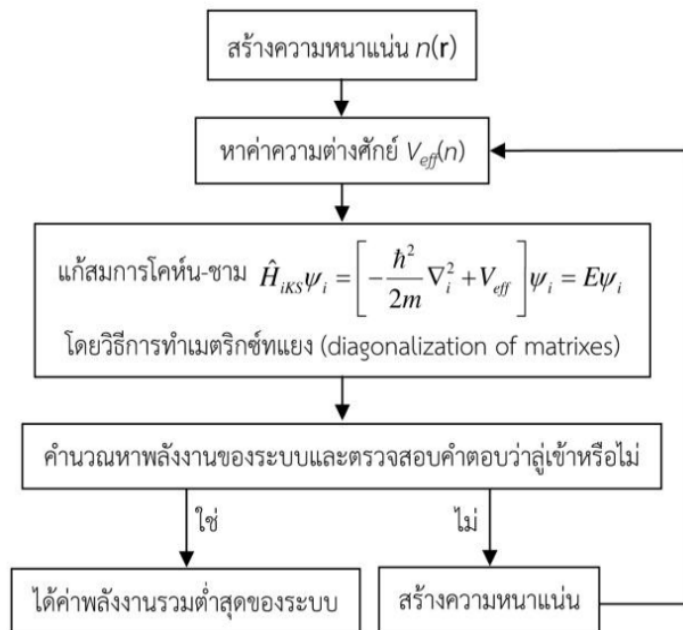 สร้างความหนาแน่น n(r)
หาค่าความต่างศักย์ V_eff(n)
แก้สมการโคห์น-ชาม Ĥ_iKS ψ_i = [ -ħ²/2m ∇_i² + V_eff ] ψ_i = Eψ_i
โดยวิธีการทำเมตริกซ์ทแยง (diagonalization of matrixes)
คำนวณหาพลังงานของระบบและตรวจสอบคำตอบว่าลู่เข้าหรือไม่
ใช่ ไม่
ได้ค่าพลังงานรวมต่ำสุดของระบบ สร้างความหนาแน่น